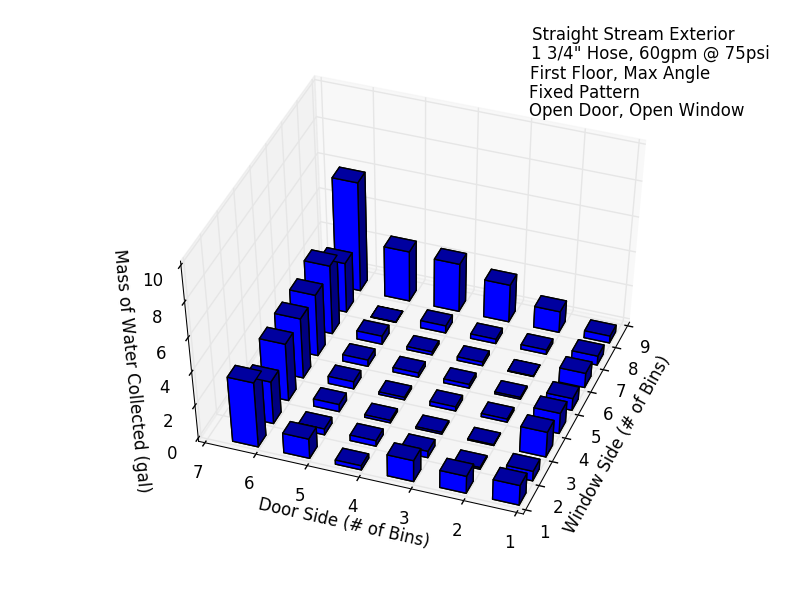 Straight Stream Exterior
1 3/4" Hose, 60gpm @ 75psi
First Floor, Max Angle
Fixed Pattern
Open Door, Open Window
Mass of Water Collected (gal)
10
8
6
4
2
0
7
6
5
4
3
2
1
Door Side (# of Bins)
9
8
7
6
5
4
3
2
1
Window Side (# of Bins)